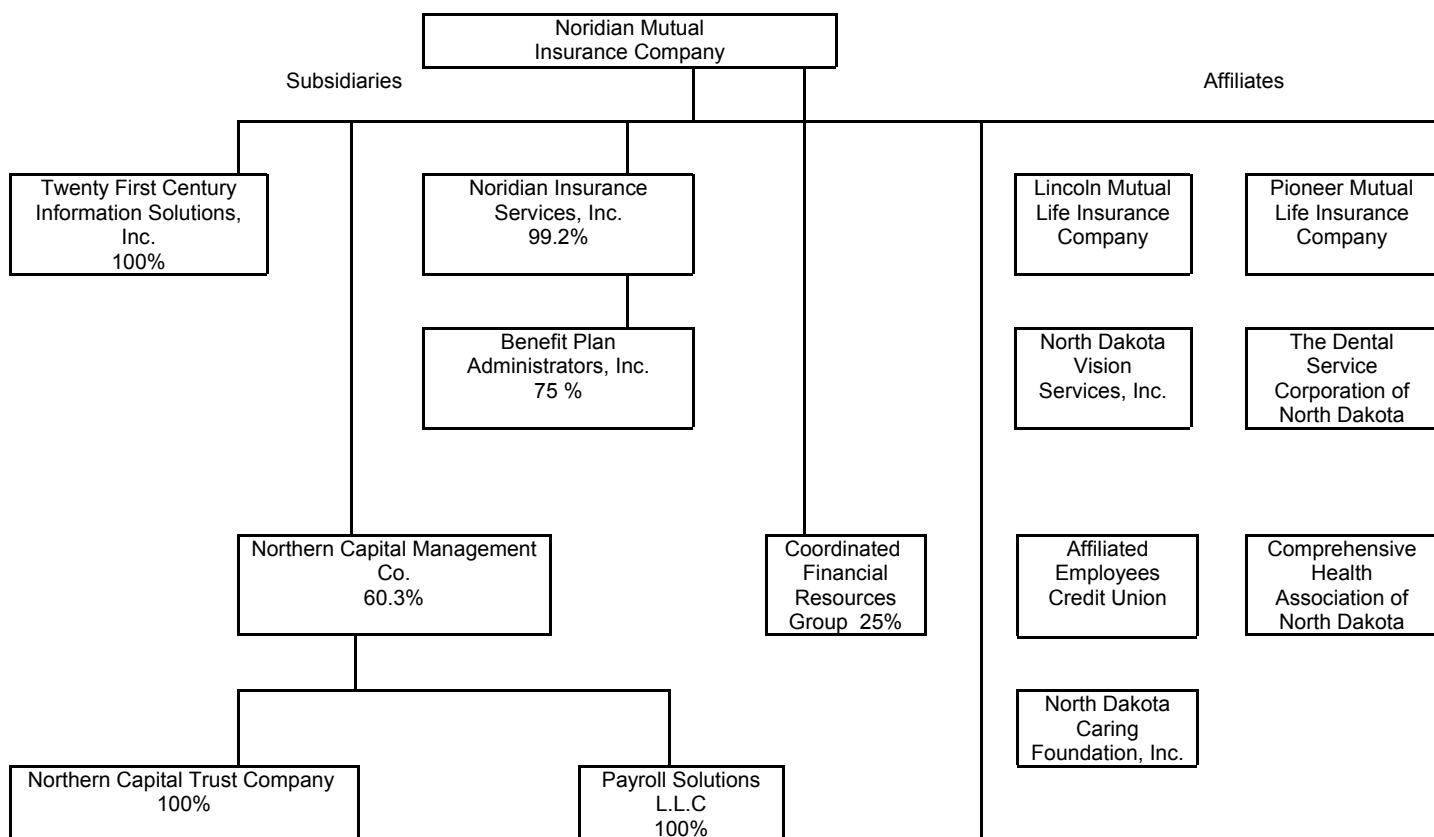 Noridian Mutual
Insurance Company
Subsidiaries
Affiliates
Twenty First Century
Information Solutions,
Inc.
100%
Noridian Insurance
Services, Inc.
99.2%
Lincoln Mutual
Life Insurance
Company
Pioneer Mutual
Life Insurance
Company
Benefit Plan
Administrators, Inc.
75 %
North Dakota
Vision
Services, Inc.
The Dental
Service
Corporation of
North Dakota
Northern Capital Management
Co.
60.3%
Coordinated
Financial
Resources
Group 25%
Affiliated
Employees
Credit Union
Comprehensive
Health
Association of
North Dakota
North Dakota
Caring
Foundation, Inc.
Northern Capital Trust Company
100%
Payroll Solutions
L.L.C
100%